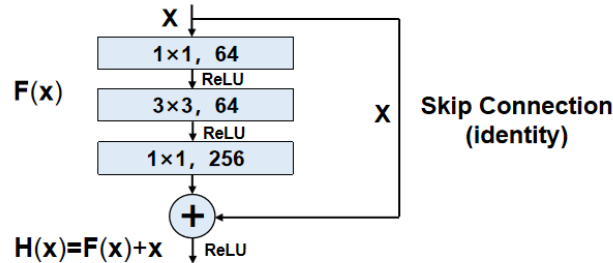 X
1×1, 64
ReLU
F(x)
3×3, 64
X
Skip Connection
(identity)
ReLU
1×1, 256
+
H(x)=F(x)+x
ReLU